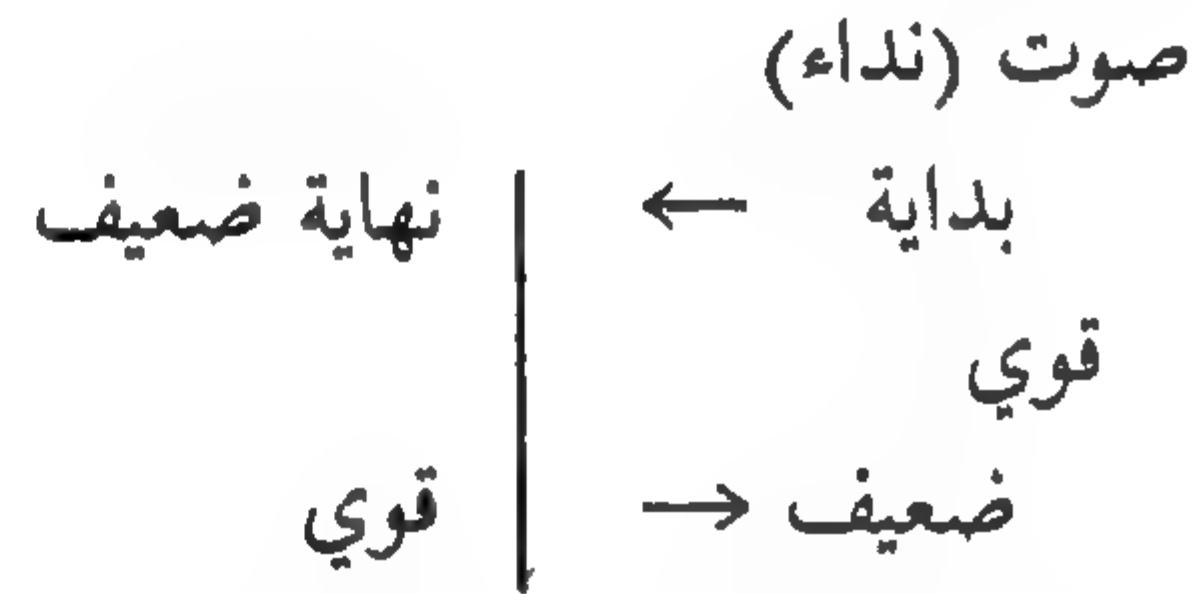 صوت (نداء)
بداية ← نهاية ضعيف
قوي
ضعيف → قوي